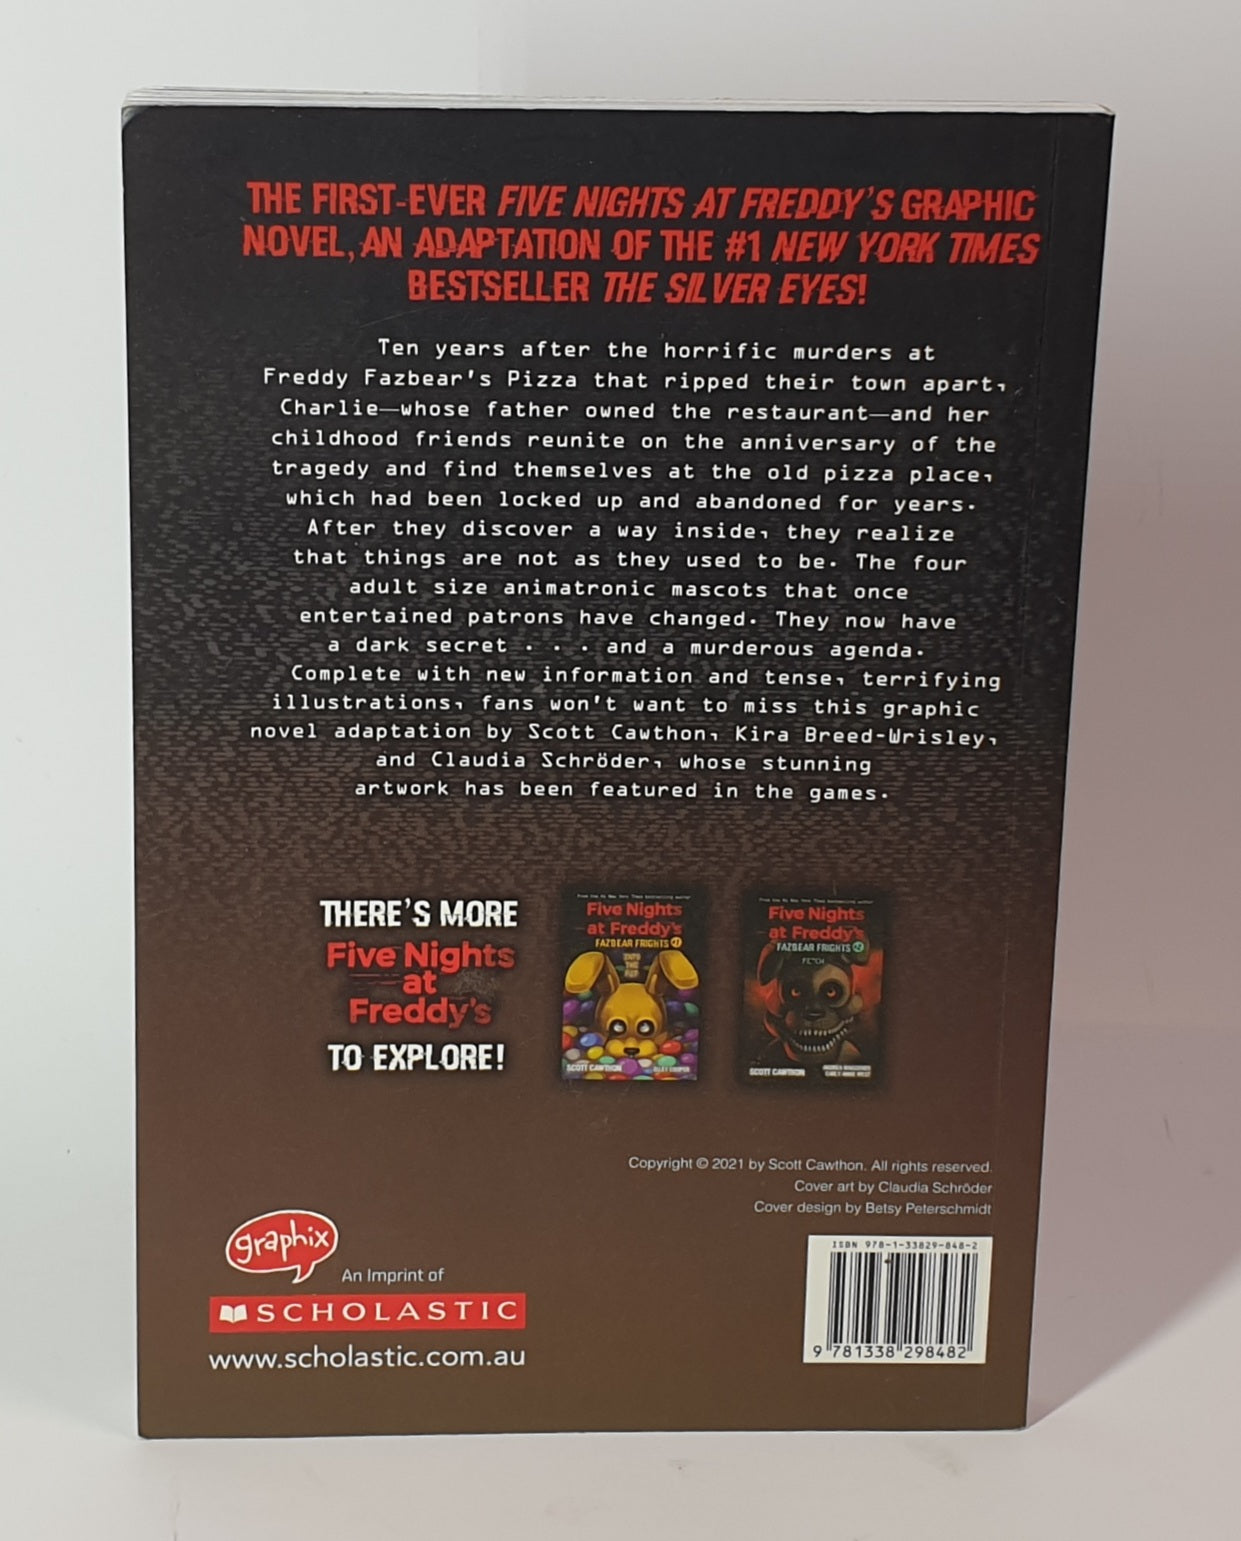 THE FIRST-EVER FIVE NIGHTS AT FREDDY'S GRAPHIC
NOVEL, AN ADAPTATION OF THE #1 NEW YORK TIMES
BESTSELLER THE SILVER EYES!
Ten years after the horrific murders at
Freddy Fazbear's Pizza that ripped their town apart,
Charlie—whose father owned the restaurant—and her
childhood friends reunite on the anniversary of the
tragedy and find themselves at the old pizza place,
which had been locked up and abandoned for years.
After they discover a way inside, they realize
that things are not as they used to be. The four
adult size animatronic mascots that once
entertained patrons have changed. They now have
a dark secret . . . and a murderous agenda.
Complete with new information and tense, terrifying
illustrations, fans won't want to miss this graphic
novel adaptation by Scott Cawthon, Kira Breed-Wrisley,
and Claudia Schröder, whose stunning
artwork has been featured in the games.
THERE'S MORE
Five Nights
at
Freddy's
TO EXPLORE!
Five Nights
at Freddy's
FAZBEAR FRIGHTS #1
INTO
THE
PIT
SCOTT CAWTHON
ELLEY COOPER
Five Nights
at Freddy's
FAZBEAR FRIGHTS #2
FETCH
SCOTT CAWTHON
Copyright © 2021 by Scott Cawthon. All rights reserved.
Cover art by Claudia Schröder
Cover design by Betsy Peterschmidt
graphix
An Imprint of
SCHOLASTIC
www.scholastic.com.au
ISBN 978-1-33829-848-2
9 781338 298482